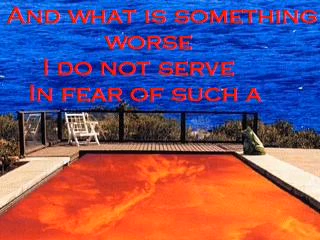 And what is something
worse
I do not serve
In fear of such a